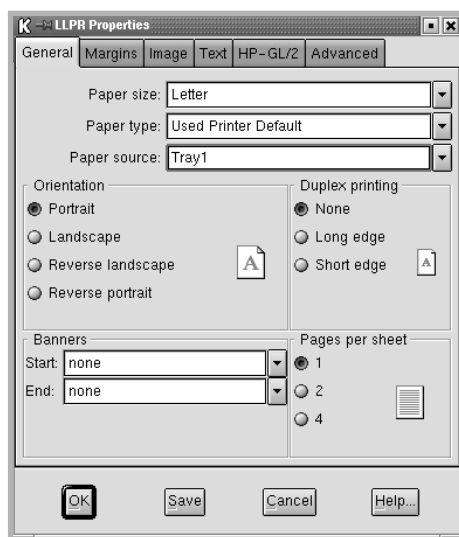 LLPR Properties
General Margins Image Text HP-GL/2 Advanced
Paper size: Letter
Paper type: Used Printer Default
Paper source: Tray1
Orientation
Portrait
Landscape
Reverse landscape
Reverse portrait
A
Duplex printing
None
Long edge
Short edge
A
Banners
Start: none
End: none
Pages per sheet
1
2
4
OK Save Cancel Help...